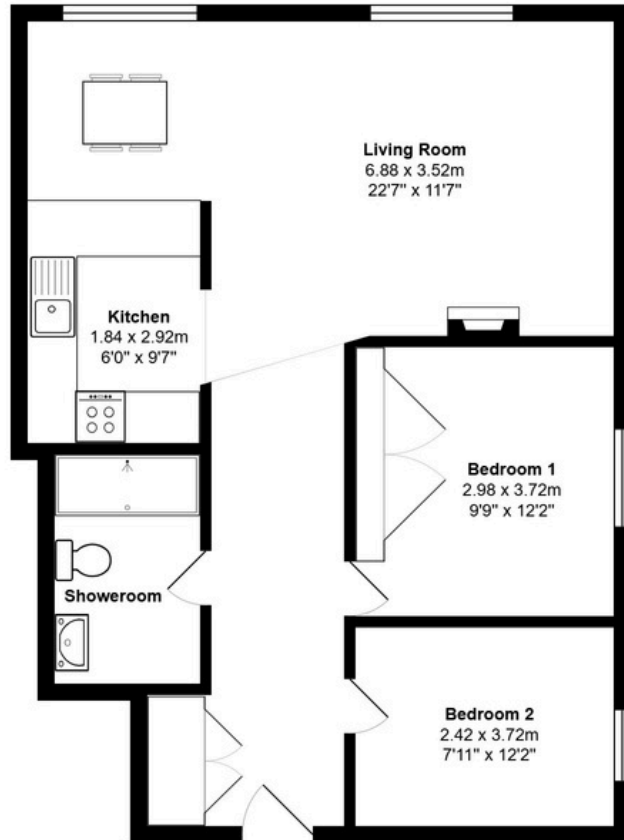 Living Room
6.88 x 3.52m
22'7" x 11'7"
Kitchen
1.84 x 2.92m
6'0" x 9'7"
Bedroom 1
2.98 x 3.72m
9'9" x 12'2"
Showeroom
Bedroom 2
2.42 x 3.72m
7'11" x 12'2"